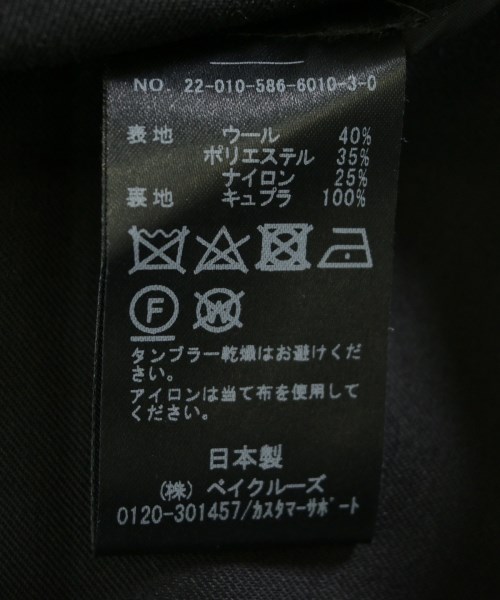 NO. 22-010-586-6010-3-0
表地 ウール 40%
ポリエステル 35%
ナイロン 25%
裏地 キュプラ 100%
F W
タンブラー乾燥はお避けくだ
さい。
アイロンは当て布を使用して
ください。
日本製
(株) ベイクルーズ
0120-301457/カスタマーサポート